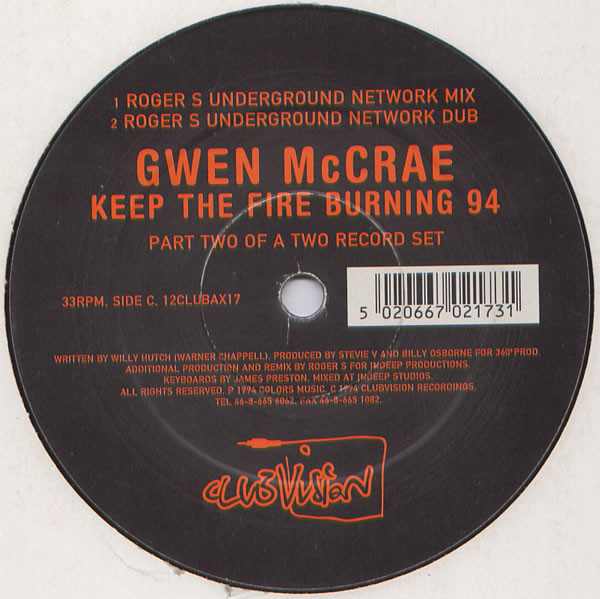 1 ROGER S UNDERGROUND NETWORK MIX
2 ROGER S UNDERGROUND NETWORK DUB
GWEN McCRAE
KEEP THE FIRE BURNING 94
PART TWO OF A TWO RECORD SET
33RPM. SIDE C. 12CLUBAX17
5 020667 021731
WRITTEN BY WILLY HUTCH (WARNER CHAPPELL). PRODUCED BY STEVIE V AND BILLY OSBORNE FOR 360° PROD.
ADDITIONAL PRODUCTION AND REMIX BY ROGER S FOR INDEEP PRODUCTIONS.
KEYBOARDS BY JAMES PRESTON. MIXED AT INDEEP STUDIOS.
ALL RIGHTS RESERVED. P 1994 COLORS MUSIC. C 1994 CLUBVISION RECORDINGS.
TEL 46-8-665 6062. FAX 46-8-665 1082.
CLUBVISION